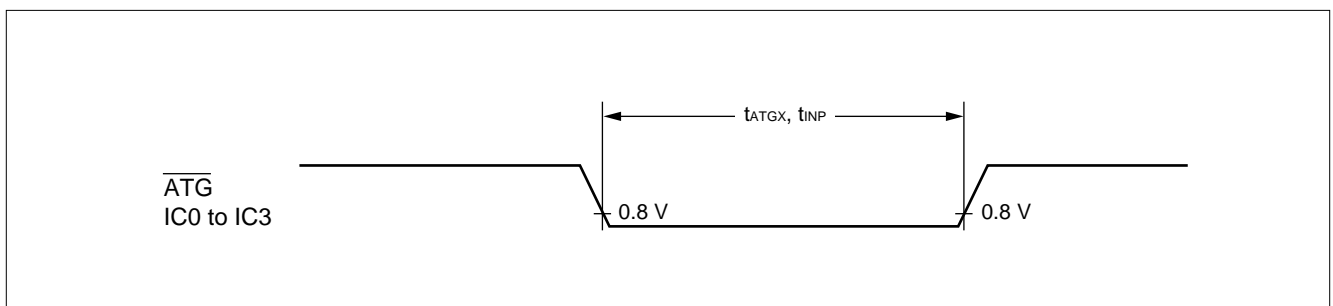 tATGX, tINP
ATG
IC0 to IC3
0.8 V
0.8 V